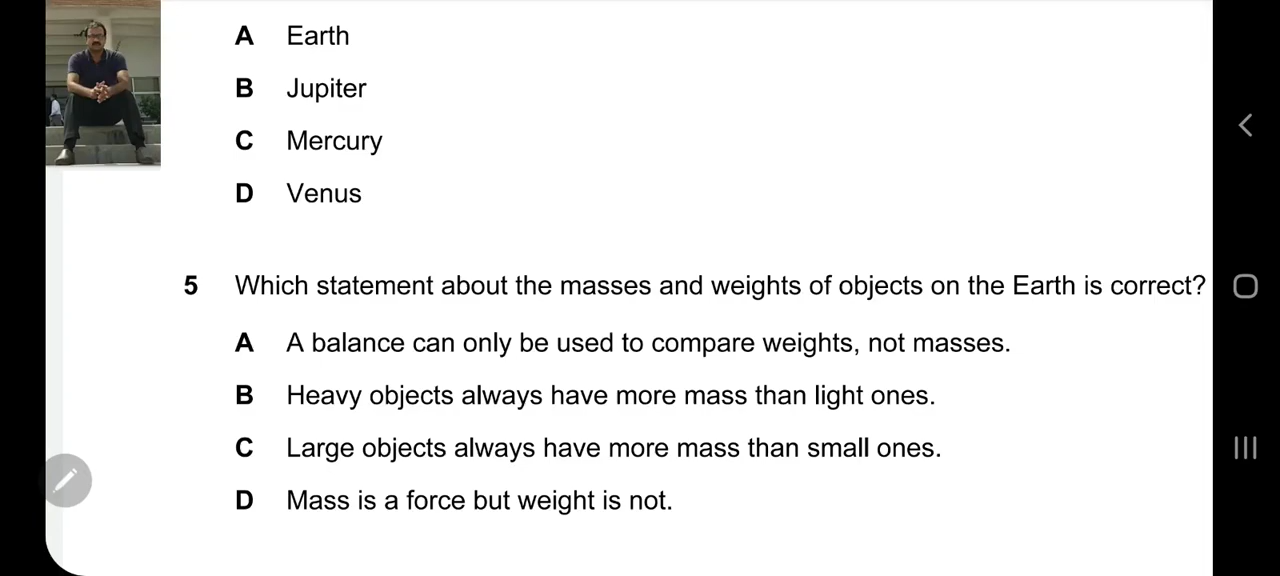 A Earth
B Jupiter
C Mercury
D Venus
5 Which statement about the masses and weights of objects on the Earth is correct?
A A balance can only be used to compare weights, not masses.
B Heavy objects always have more mass than light ones.
C Large objects always have more mass than small ones.
D Mass is a force but weight is not.